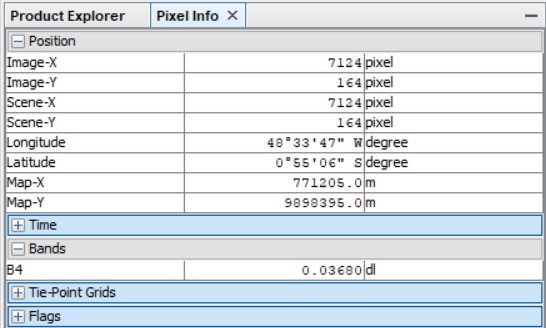 Product Explorer Pixel Info ×
Position
Image-X 7124 pixel
Image-Y 164 pixel
Scene-X 7124 pixel
Scene-Y 164 pixel
Longitude 48°33'47" W degree
Latitude 0°55'06" S degree
Map-X 771205.0 m
Map-Y 9898395.0 m
Time
Bands
B4 0.03680 dl
Tie-Point Grids
Flags